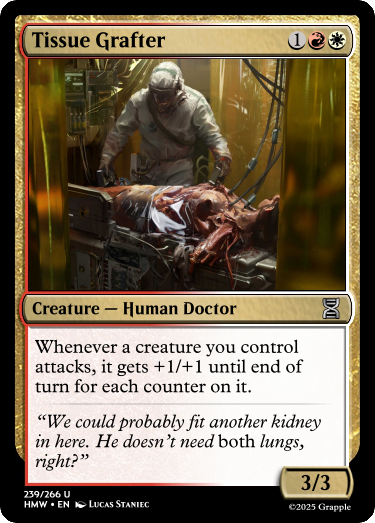 Tissue Grafter 1
Creature — Human Doctor
Whenever a creature you control
attacks, it gets +1/+1 until end of
turn for each counter on it.
“We could probably fit another kidney
in here. He doesn’t need both lungs,
right?”
3/3
239/266 U
HMW • EN Lucas Staniec
©2025 Grapple